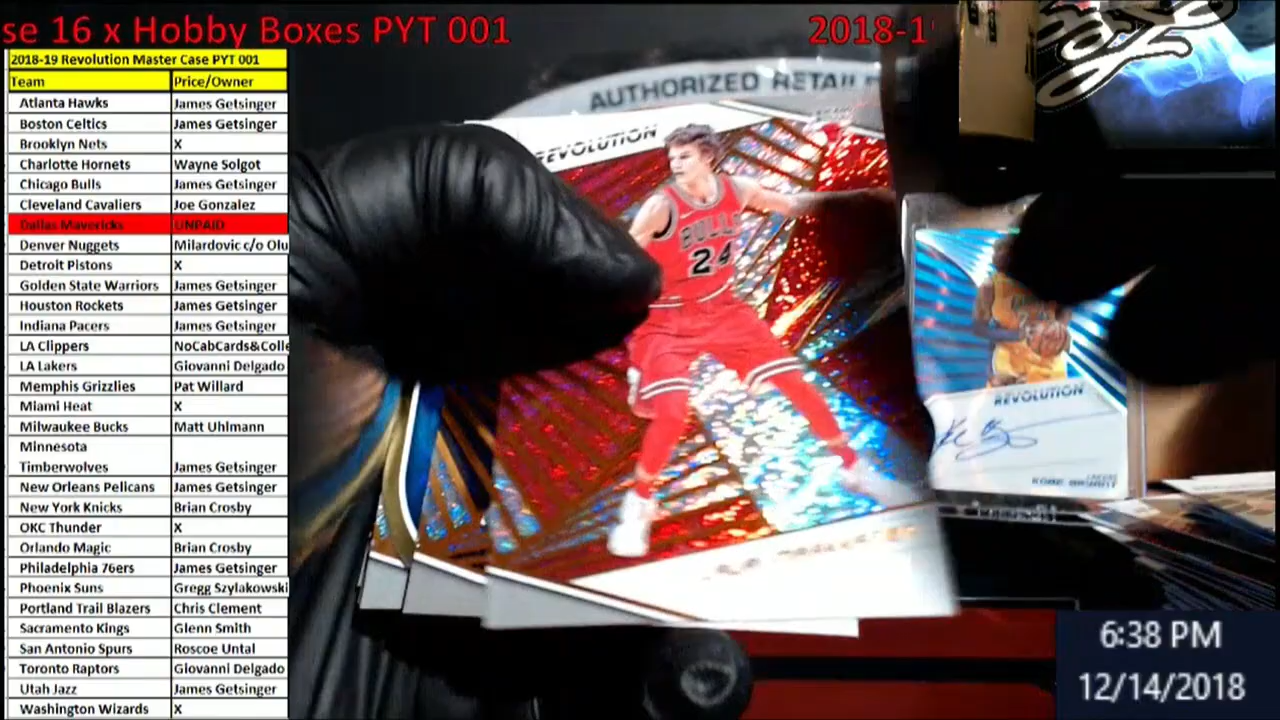 se 16 x Hobby Boxes PYT 001
2018-1
2018-19 Revolution Master Case PYT 001
Team Price/Owner
Atlanta Hawks James Getsinger
Boston Celtics James Getsinger
Brooklyn Nets X
Charlotte Hornets Wayne Solgot
Chicago Bulls James Getsinger
Cleveland Cavaliers Joe Gonzalez
Dallas Mavericks UNPAID
Denver Nuggets Milardovic c/o Olu
Detroit Pistons X
Golden State Warriors James Getsinger
Houston Rockets James Getsinger
Indiana Pacers James Getsinger
LA Clippers NoCabCards&Colle
LA Lakers Giovanni Delgado
Memphis Grizzlies Pat Willard
Miami Heat X
Milwaukee Bucks Matt Uhlmann
Minnesota
Timberwolves James Getsinger
New Orleans Pelicans James Getsinger
New York Knicks Brian Crosby
OKC Thunder X
Orlando Magic Brian Crosby
Philadelphia 76ers James Getsinger
Phoenix Suns Gregg Szylakowski
Portland Trail Blazers Chris Clement
Sacramento Kings Glenn Smith
San Antonio Spurs Roscoe Untal
Toronto Raptors Giovanni Delgado
Utah Jazz James Getsinger
Washington Wizards X
AUTHORIZED RETAIL
REVOLUTION
BULLS
24
REVOLUTION
KOBE BRYANT
6:38 PM
12/14/2018